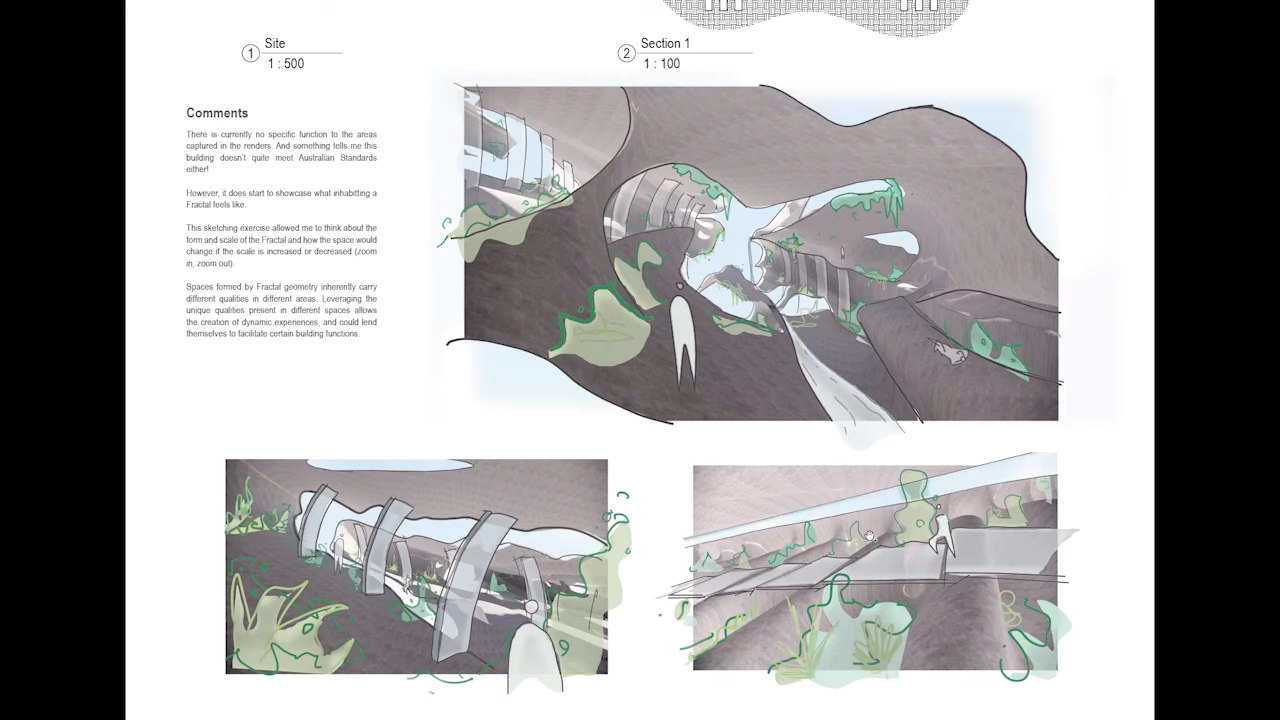 1 Site
1 : 500
2 Section 1
1 : 100
Comments
There is currently no specific function to the areas
captured in the renders. And something tells me this
building doesn't quite meet Australian Standards
either!
However, it does start to showcase what inhabitting a
Fractal feels like.
This sketching exercise allowed me to think about the
form and scale of the Fractal and how the space would
change if the scale is increased or decreased (zoom
in, zoom out).
Spaces formed by Fractal geometry inherently carry
different qualities in different areas. Leveraging the
unique qualities present in different spaces allows
the creation of dynamic experiences, and could lend
themselves to facilitate certain building functions.